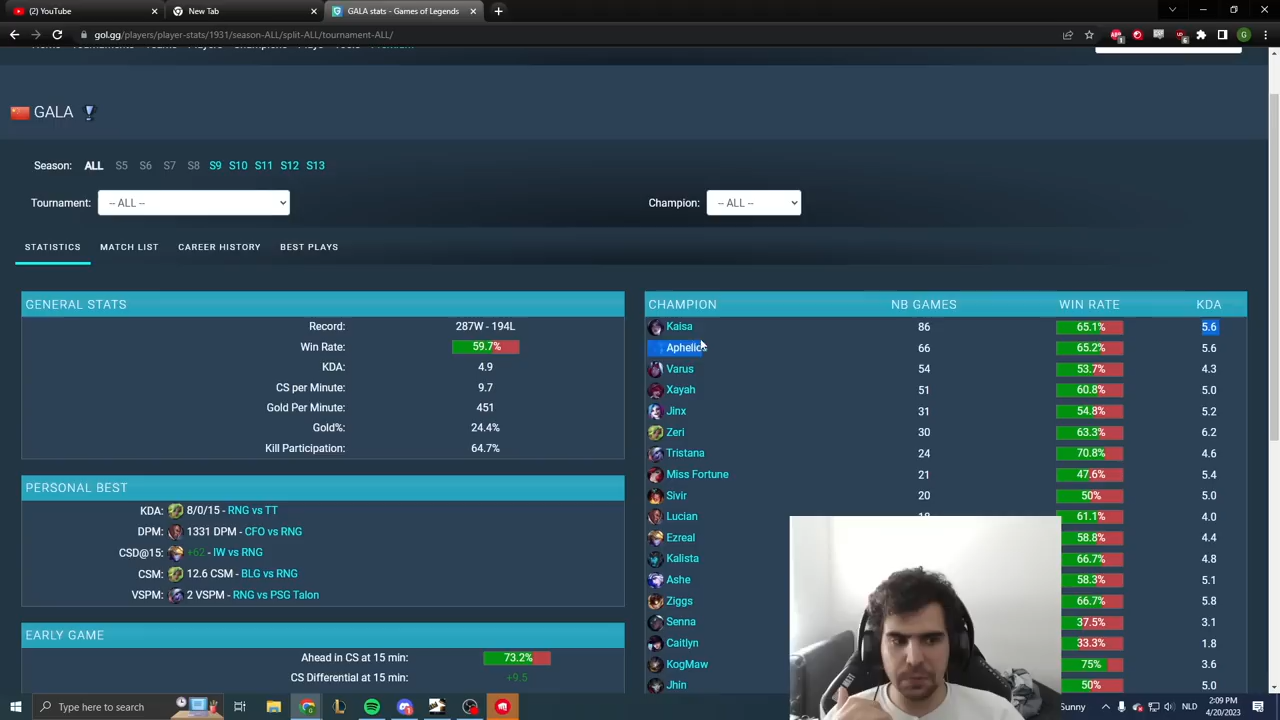 (2) YouTube
New Tab
GALA stats - Games of Legends
gol.gg/players/player-stats/1931/season-ALL/split-ALL/tournament-ALL/
GALA
Season: ALL S5 S6 S7 S8 S9 S10 S11 S12 S13
Tournament: -- ALL -- Champion: -- ALL --
STATISTICS MATCH LIST CAREER HISTORY BEST PLAYS
GENERAL STATS
Record: 287W - 194L
Win Rate: 59.7%
KDA: 4.9
CS per Minute: 9.7
Gold Per Minute: 451
Gold%: 24.4%
Kill Participation: 64.7%
PERSONAL BEST
KDA: 8/0/15 - RNG vs TT
DPM: 1331 DPM - CFO vs RNG
CSD@15: +62 - IW vs RNG
CSM: 12.6 CSM - BLG vs RNG
VSPM: 2 VSPM - RNG vs PSG Talon
EARLY GAME
Ahead in CS at 15 min: 73.2%
CS Differential at 15 min: +9.5
CHAMPION NB GAMES WIN RATE KDA
Kaisa 86 65.1% 5.6
Aphelios 66 65.2% 5.6
Varus 54 53.7% 4.3
Xayah 51 60.8% 5.0
Jinx 31 54.8% 5.2
Zeri 30 63.3% 6.2
Tristana 24 70.8% 4.6
Miss Fortune 21 47.6% 5.4
Sivir 20 50% 5.0
Lucian 61.1% 4.0
Ezreal 58.8% 4.4
Kalista 66.7% 4.8
Ashe 58.3% 5.1
Ziggs 66.7% 5.8
Senna 37.5% 3.1
Caitlyn 33.3% 1.8
KogMaw 75% 3.6
Jhin 50% 5.0
Type here to search
Sunny
NLD
2:09 PM
4/20/2023